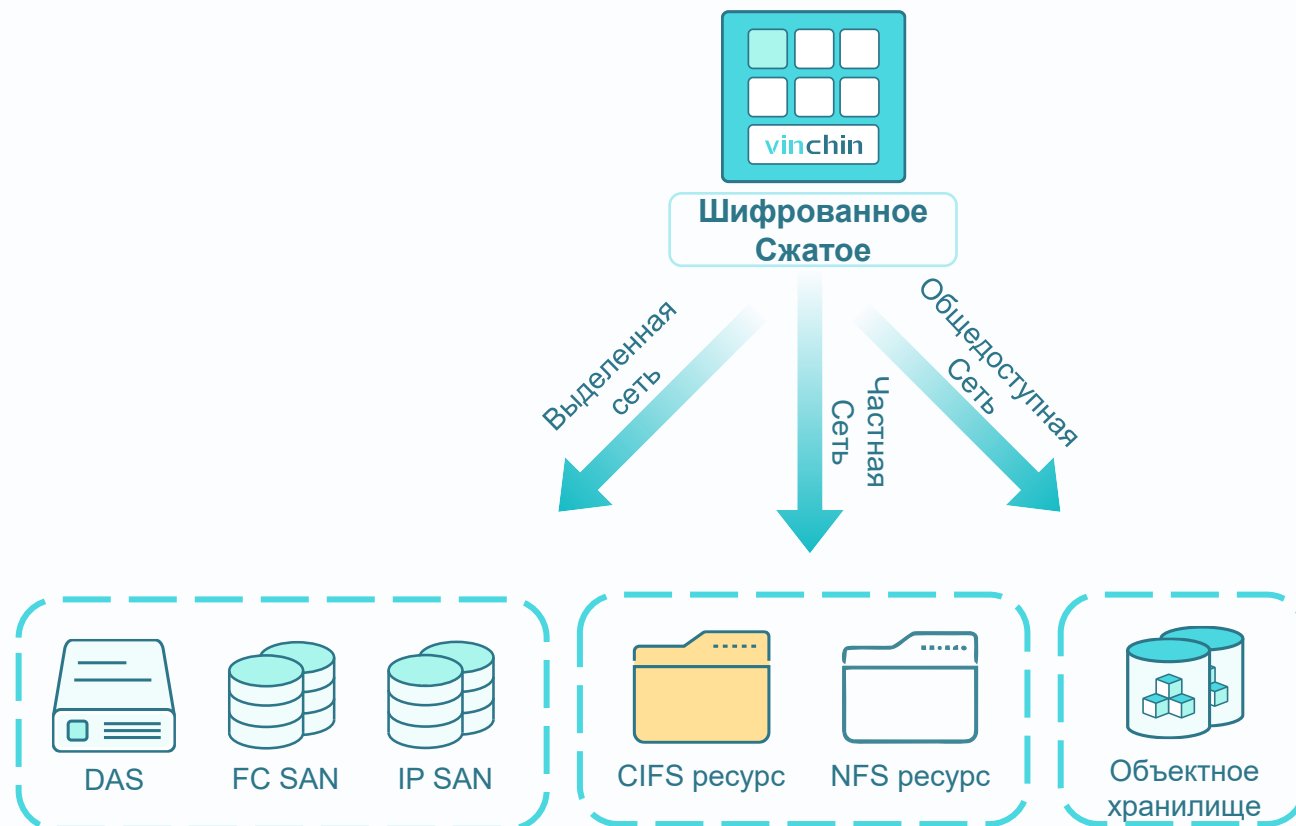 vinchin
Шифрованное
Сжатое
Выделенная
сеть
Частная
Сеть
Общедоступная
Сеть
DAS
FC SAN
IP SAN
CIFS ресурс
NFS ресурс
Объектное
хранилище